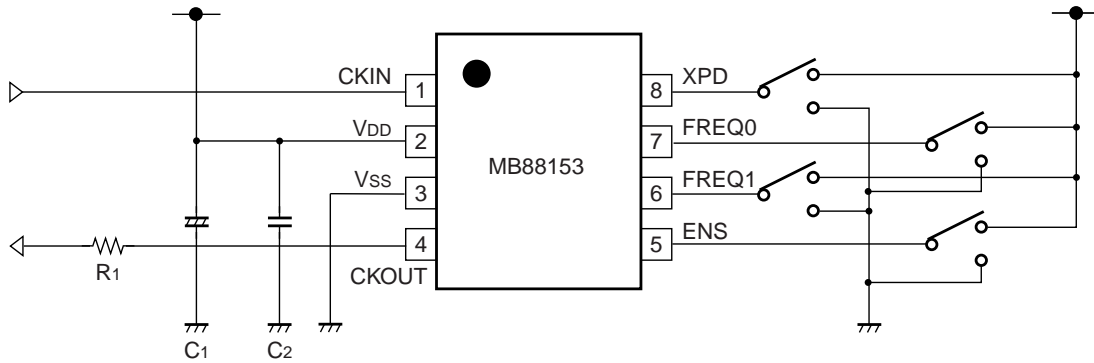 CKIN
1
VDD
2
VSS
3
4
CKOUT
R1
C1
C2
MB88153
8
XPD
7
FREQ0
6
FREQ1
5
ENS